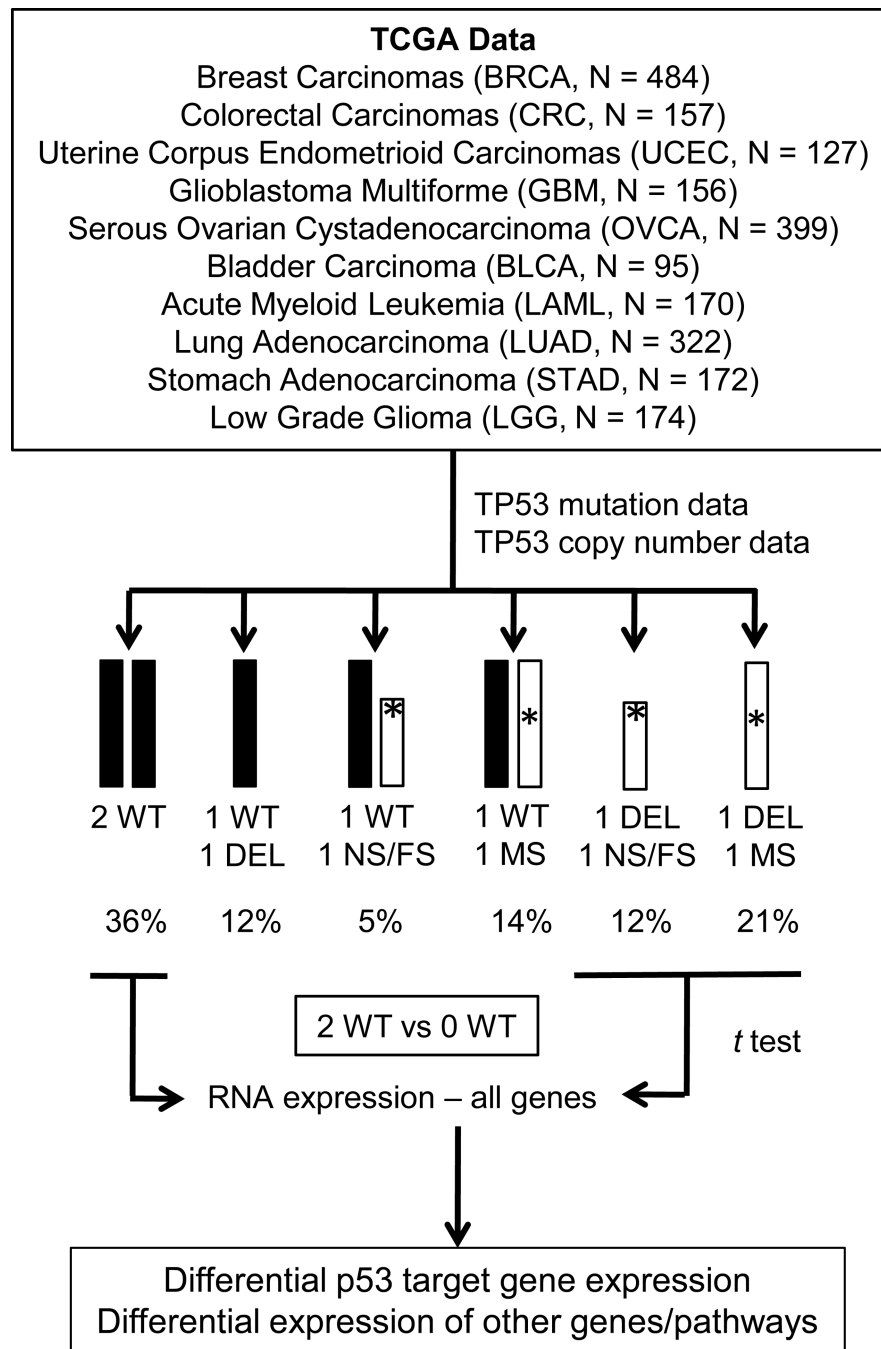 TCGA Data
Breast Carcinomas (BRCA, N = 484)
Colorectal Carcinomas (CRC, N = 157)
Uterine Corpus Endometrioid Carcinomas (UCEC, N = 127)
Glioblastoma Multiforme (GBM, N = 156)
Serous Ovarian Cystadenocarcinoma (OVCA, N = 399)
Bladder Carcinoma (BLCA, N = 95)
Acute Myeloid Leukemia (LAML, N = 170)
Lung Adenocarcinoma (LUAD, N = 322)
Stomach Adenocarcinoma (STAD, N = 172)
Low Grade Glioma (LGG, N = 174)
TP53 mutation data
TP53 copy number data
* * * *
2 WT 1 WT 1 WT 1 WT 1 DEL 1 DEL
1 DEL 1 NS/FS 1 MS 1 NS/FS 1 MS
36% 12% 5% 14% 12% 21%
2 WT vs 0 WT
t test
RNA expression – all genes
Differential p53 target gene expression
Differential expression of other genes/pathways